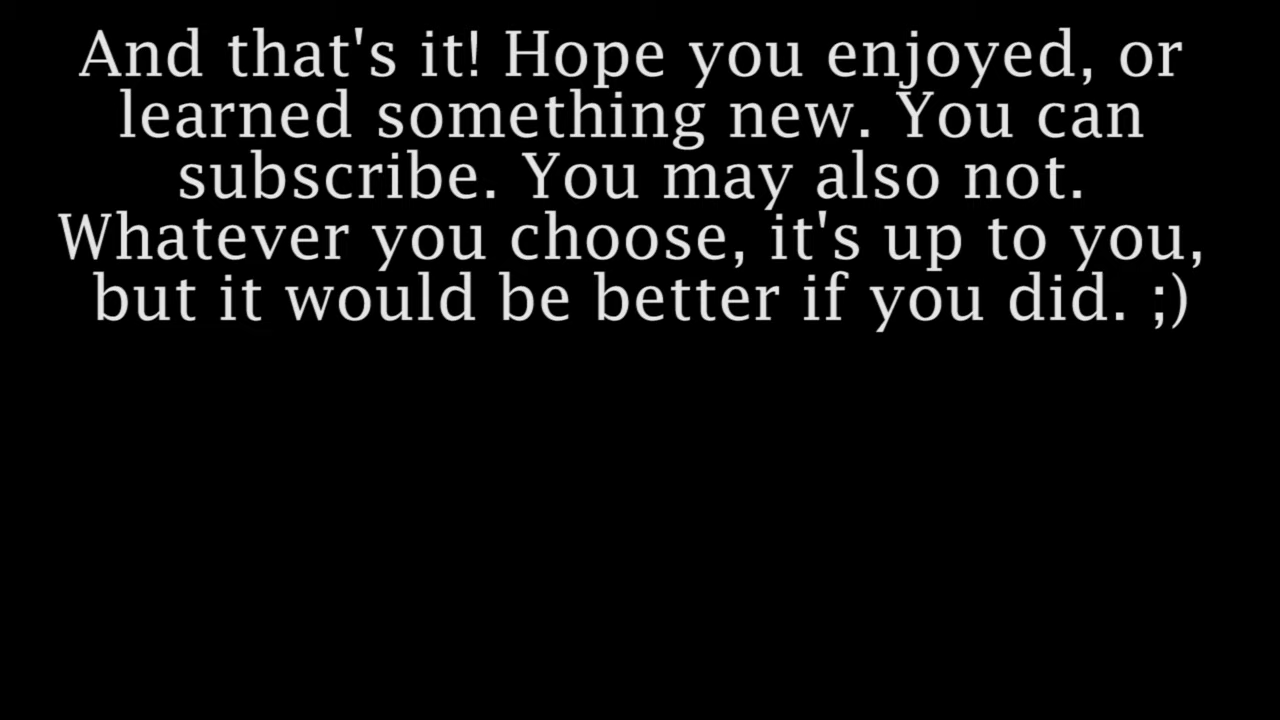 And that's it! Hope you enjoyed, or
learned something new. You can
subscribe. You may also not.
Whatever you choose, it's up to you,
but it would be better if you did. ;)